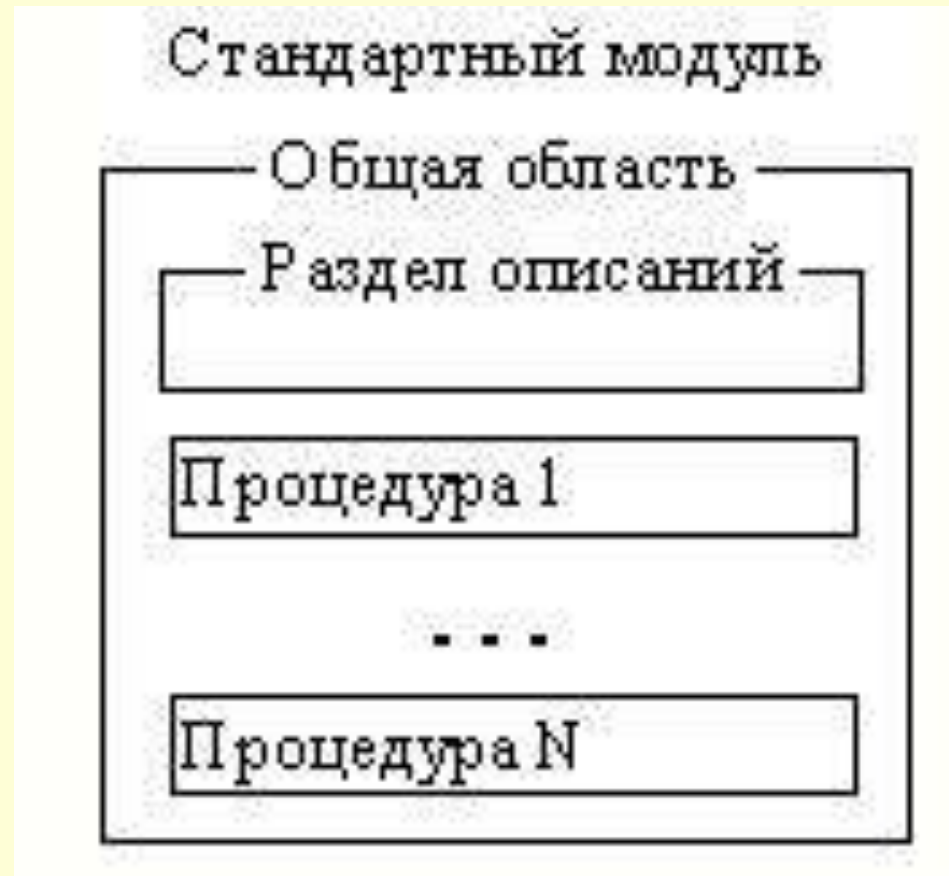 Стандартный модуль
Общая область
Раздел описаний
Процедура 1
- - -
Процедура N